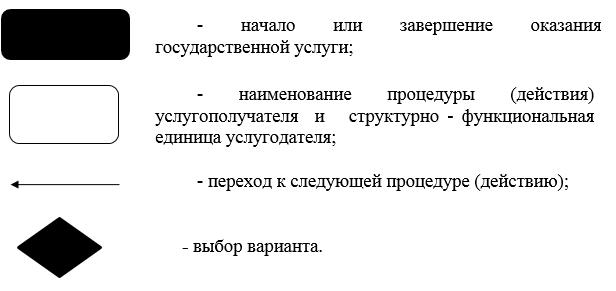 - начало или завершение оказания
государственной услуги;
- наименование процедуры (действия)
услугополучателя и структурно - функциональная
единица услугодателя;
- переход к следующей процедуре (действию);
- выбор варианта.